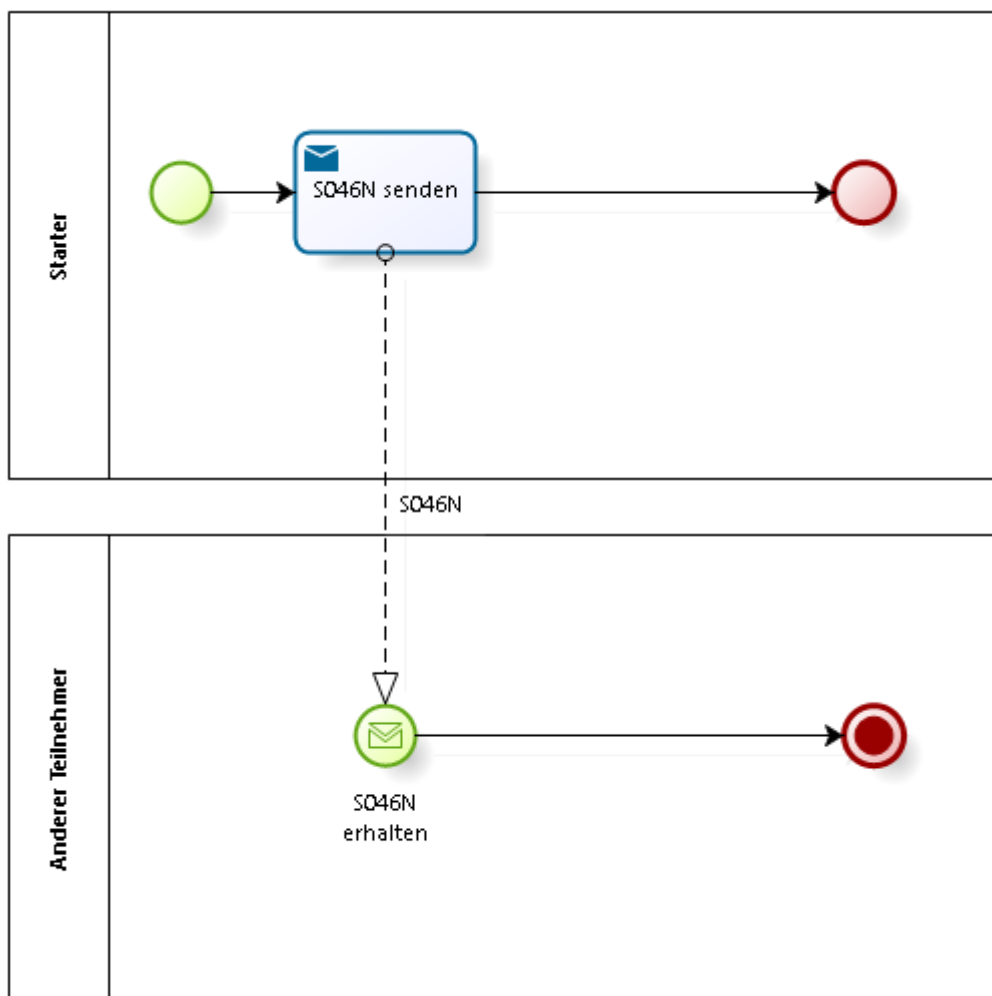 Starter
S046N senden
S046N
Anderer Teilnehmer
S046N
erhalten